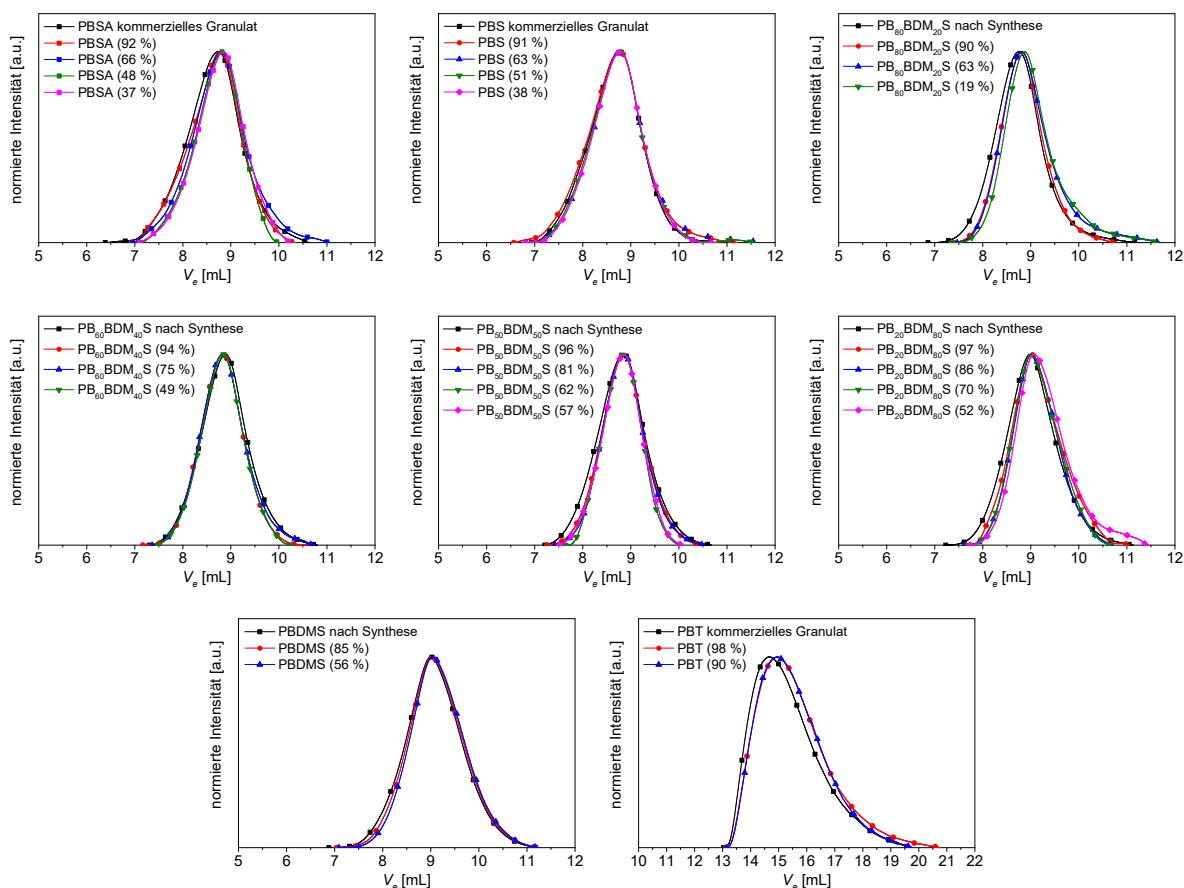 PBSA kommerzielles Granulat
PBSA (92 %)
PBSA (66 %)
PBSA (48 %)
PBSA (37 %)
normierte Intensität [a.u.]
5 6 7 8 9 10 11 12
Ve [mL]
PBS kommerzielles Granulat
PBS (91 %)
PBS (63 %)
PBS (51 %)
PBS (38 %)
normierte Intensität [a.u.]
5 6 7 8 9 10 11 12
Ve [mL]
PB80BDM20S nach Synthese
PB80BDM20S (90 %)
PB80BDM20S (63 %)
PB80BDM20S (19 %)
normierte Intensität [a.u.]
5 6 7 8 9 10 11 12
Ve [mL]
PB60BDM40S nach Synthese
PB60BDM40S (94 %)
PB60BDM40S (75 %)
PB60BDM40S (49 %)
normierte Intensität [a.u.]
5 6 7 8 9 10 11 12
Ve [mL]
PB50BDM50S nach Synthese
PB50BDM50S (96 %)
PB50BDM50S (81 %)
PB50BDM50S (62 %)
PB50BDM50S (57 %)
normierte Intensität [a.u.]
5 6 7 8 9 10 11 12
Ve [mL]
PB20BDM80S nach Synthese
PB20BDM80S (97 %)
PB20BDM80S (86 %)
PB20BDM80S (70 %)
PB20BDM80S (52 %)
normierte Intensität [a.u.]
5 6 7 8 9 10 11 12
Ve [mL]
PBDMS nach Synthese
PBDMS (85 %)
PBDMS (56 %)
normierte Intensität [a.u.]
5 6 7 8 9 10 11 12
Ve [mL]
PBT kommerzielles Granulat
PBT (98 %)
PBT (90 %)
normierte Intensität [a.u.]
10 11 12 13 14 15 16 17 18 19 20 21 22
Ve [mL]